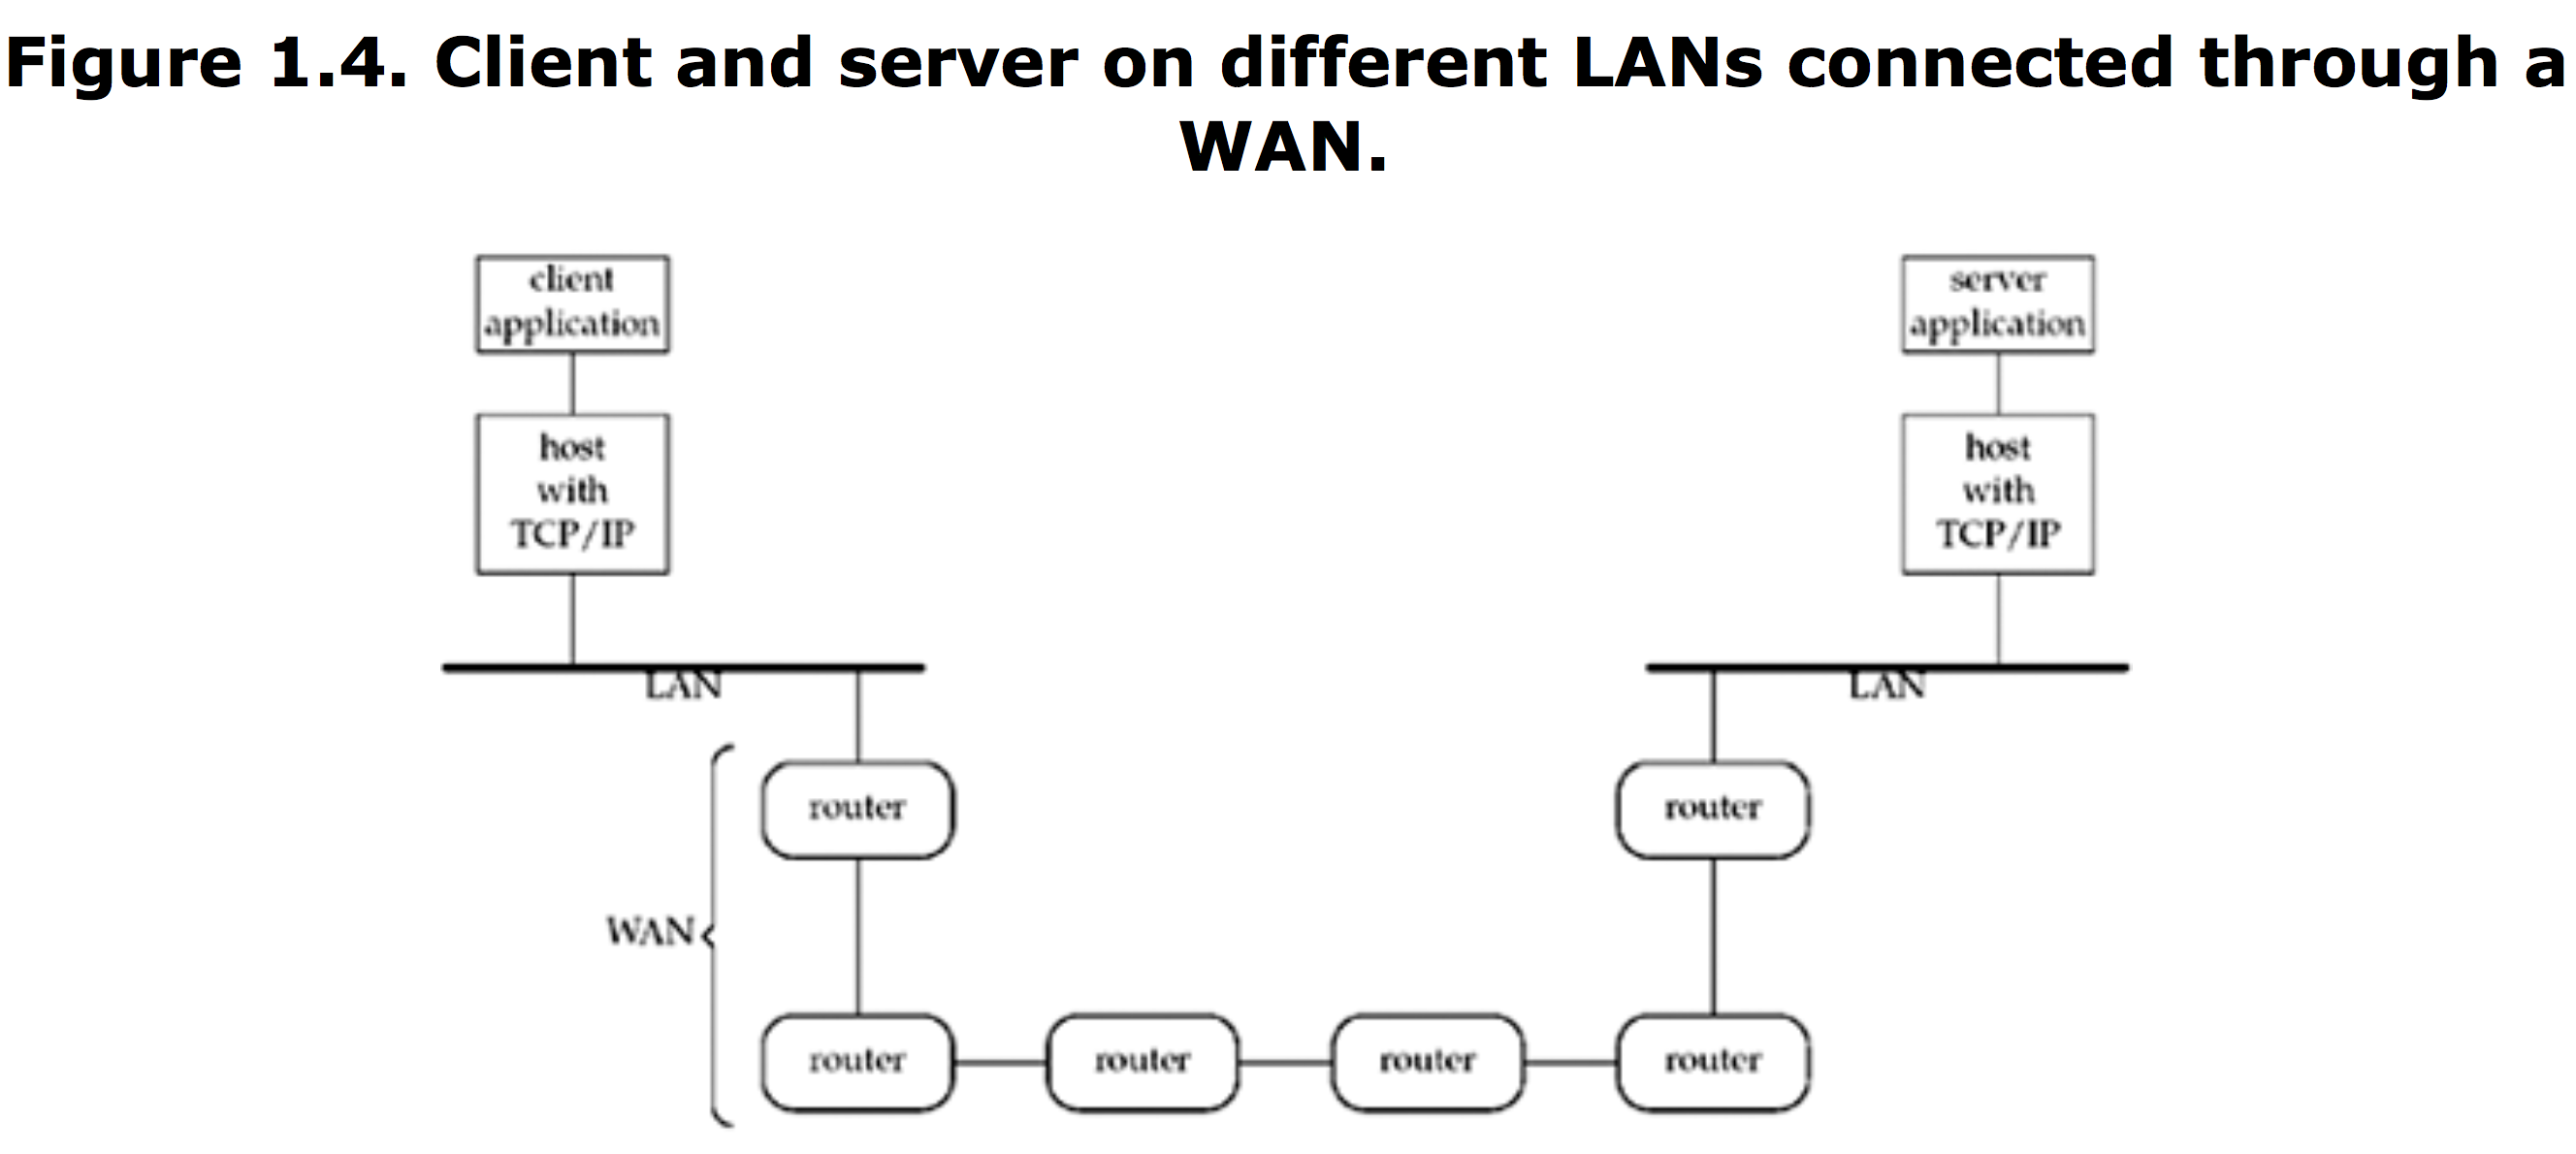 Figure 1.4. Client and server on different LANs connected through a
WAN.
client
application
server
application
host
with
TCP/IP
host
with
TCP/IP
LAN
LAN
router
router
WAN
router
router
router
router